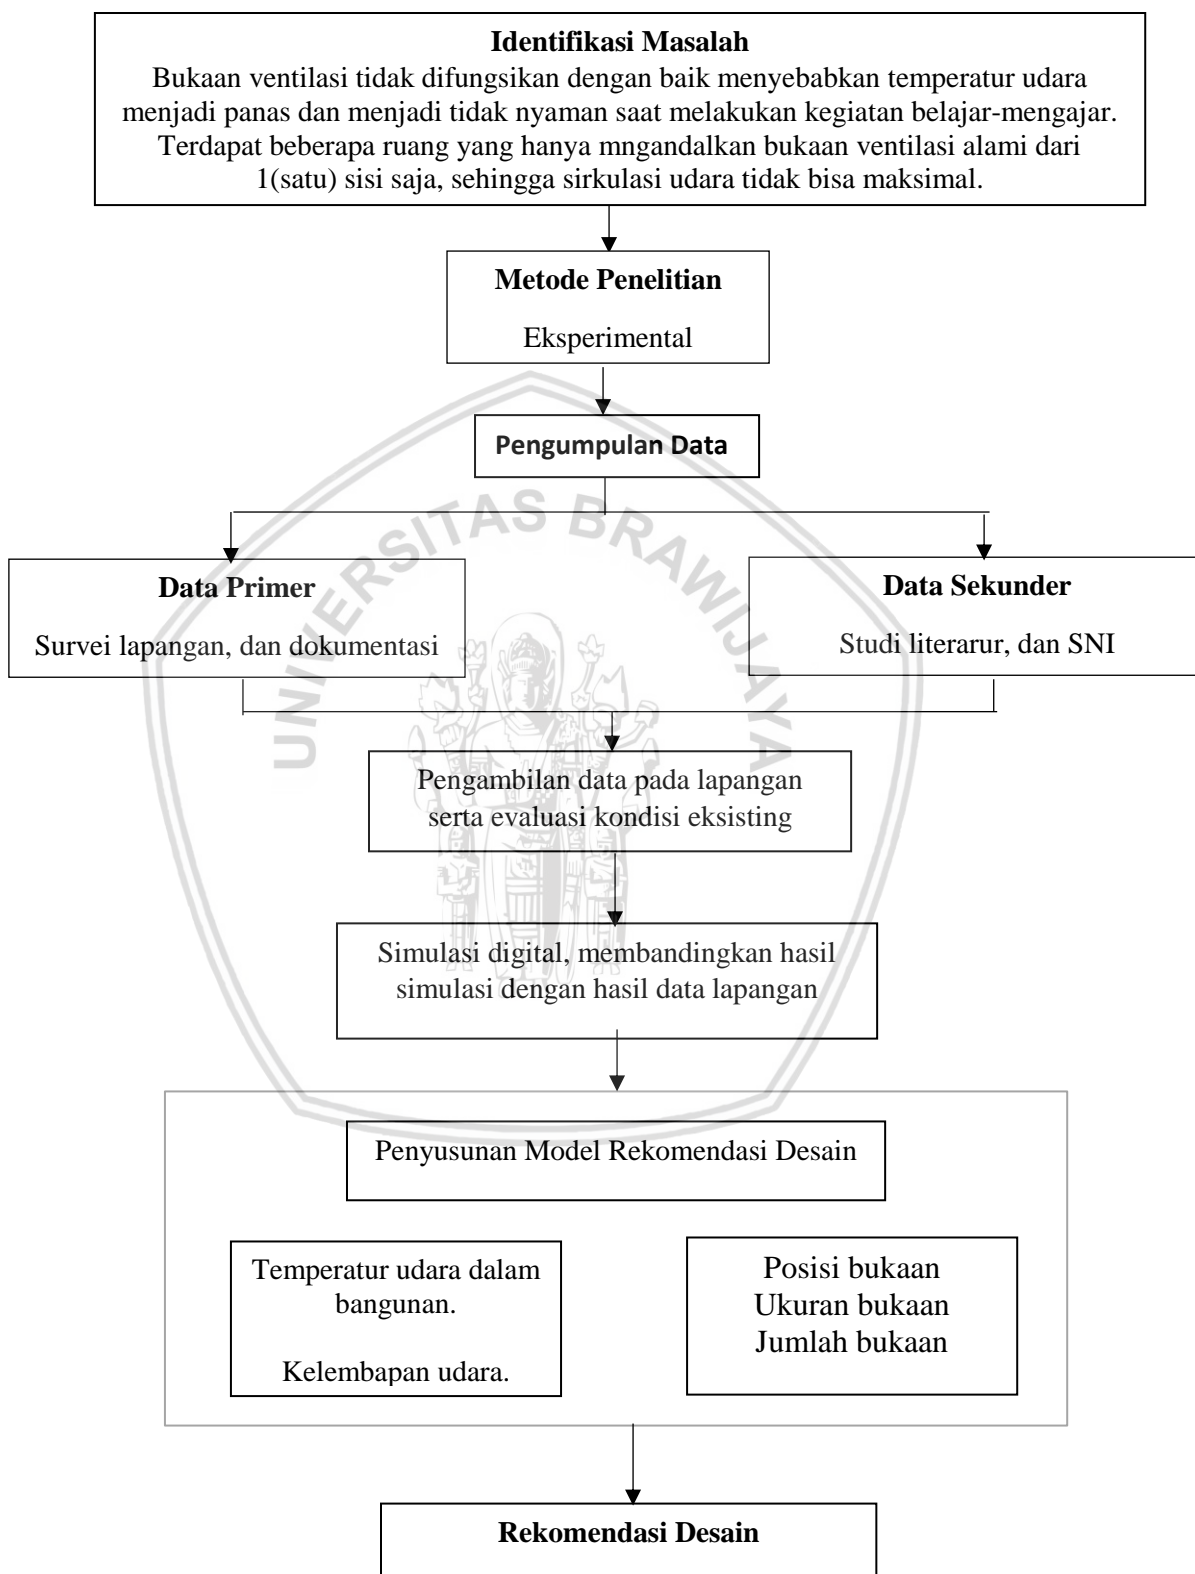 Identifikasi Masalah
Bukaan ventilasi tidak difungsikan dengan baik menyebabkan temperatur udara
menjadi panas dan menjadi tidak nyaman saat melakukan kegiatan belajar-mengajar.
Terdapat beberapa ruang yang hanya mngandalkan bukaan ventilasi alami dari
1(satu) sisi saja, sehingga sirkulasi udara tidak bisa maksimal.
Metode Penelitian
Eksperimental
Pengumpulan Data
UNIVERSITAS BRAWIJAYA
Data Primer
Survei lapangan, dan dokumentasi
Data Sekunder
Studi literarur, dan SNI
Pengambilan data pada lapangan
serta evaluasi kondisi eksisting
Simulasi digital, membandingkan hasil
simulasi dengan hasil data lapangan
Penyusunan Model Rekomendasi Desain
Temperatur udara dalam
bangunan.
Kelembapan udara.
Posisi bukaan
Ukuran bukaan
Jumlah bukaan
Rekomendasi Desain